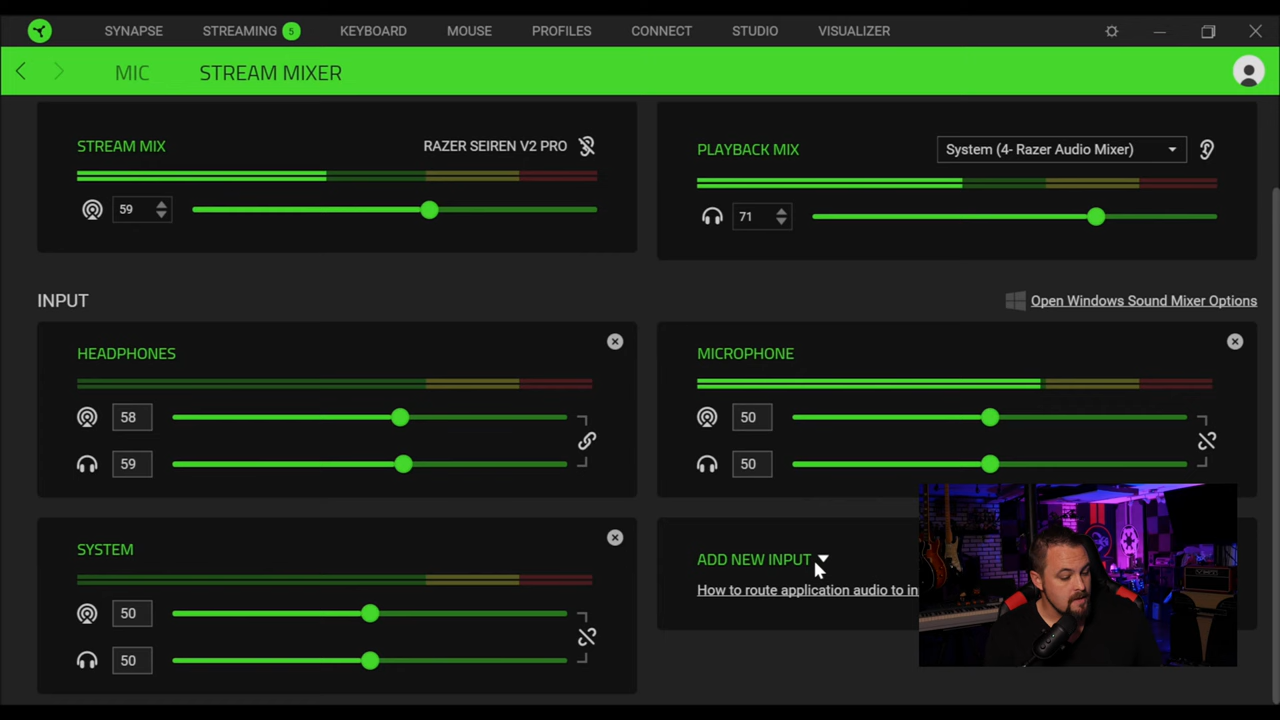 SYNAPSE STREAMING 5 KEYBOARD MOUSE PROFILES CONNECT STUDIO VISUALIZER
MIC STREAM MIXER
STREAM MIX RAZER SEIREN V2 PRO
59
PLAYBACK MIX System (4- Razer Audio Mixer)
71
INPUT
Open Windows Sound Mixer Options
HEADPHONES
58
59
MICROPHONE
50
50
SYSTEM
50
50
ADD NEW INPUT
How to route application audio to in